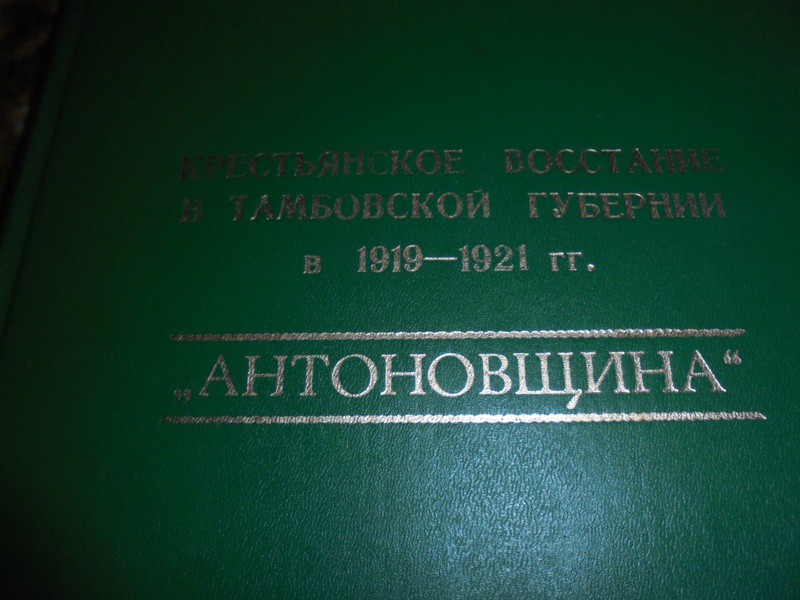 КРЕСТЬЯНСКОЕ ВОССТАНИЕ
В ТАМБОВСКОЙ ГУБЕРНИИ
в 1919—1921 гг.
„АНТОНОВЩИНА“